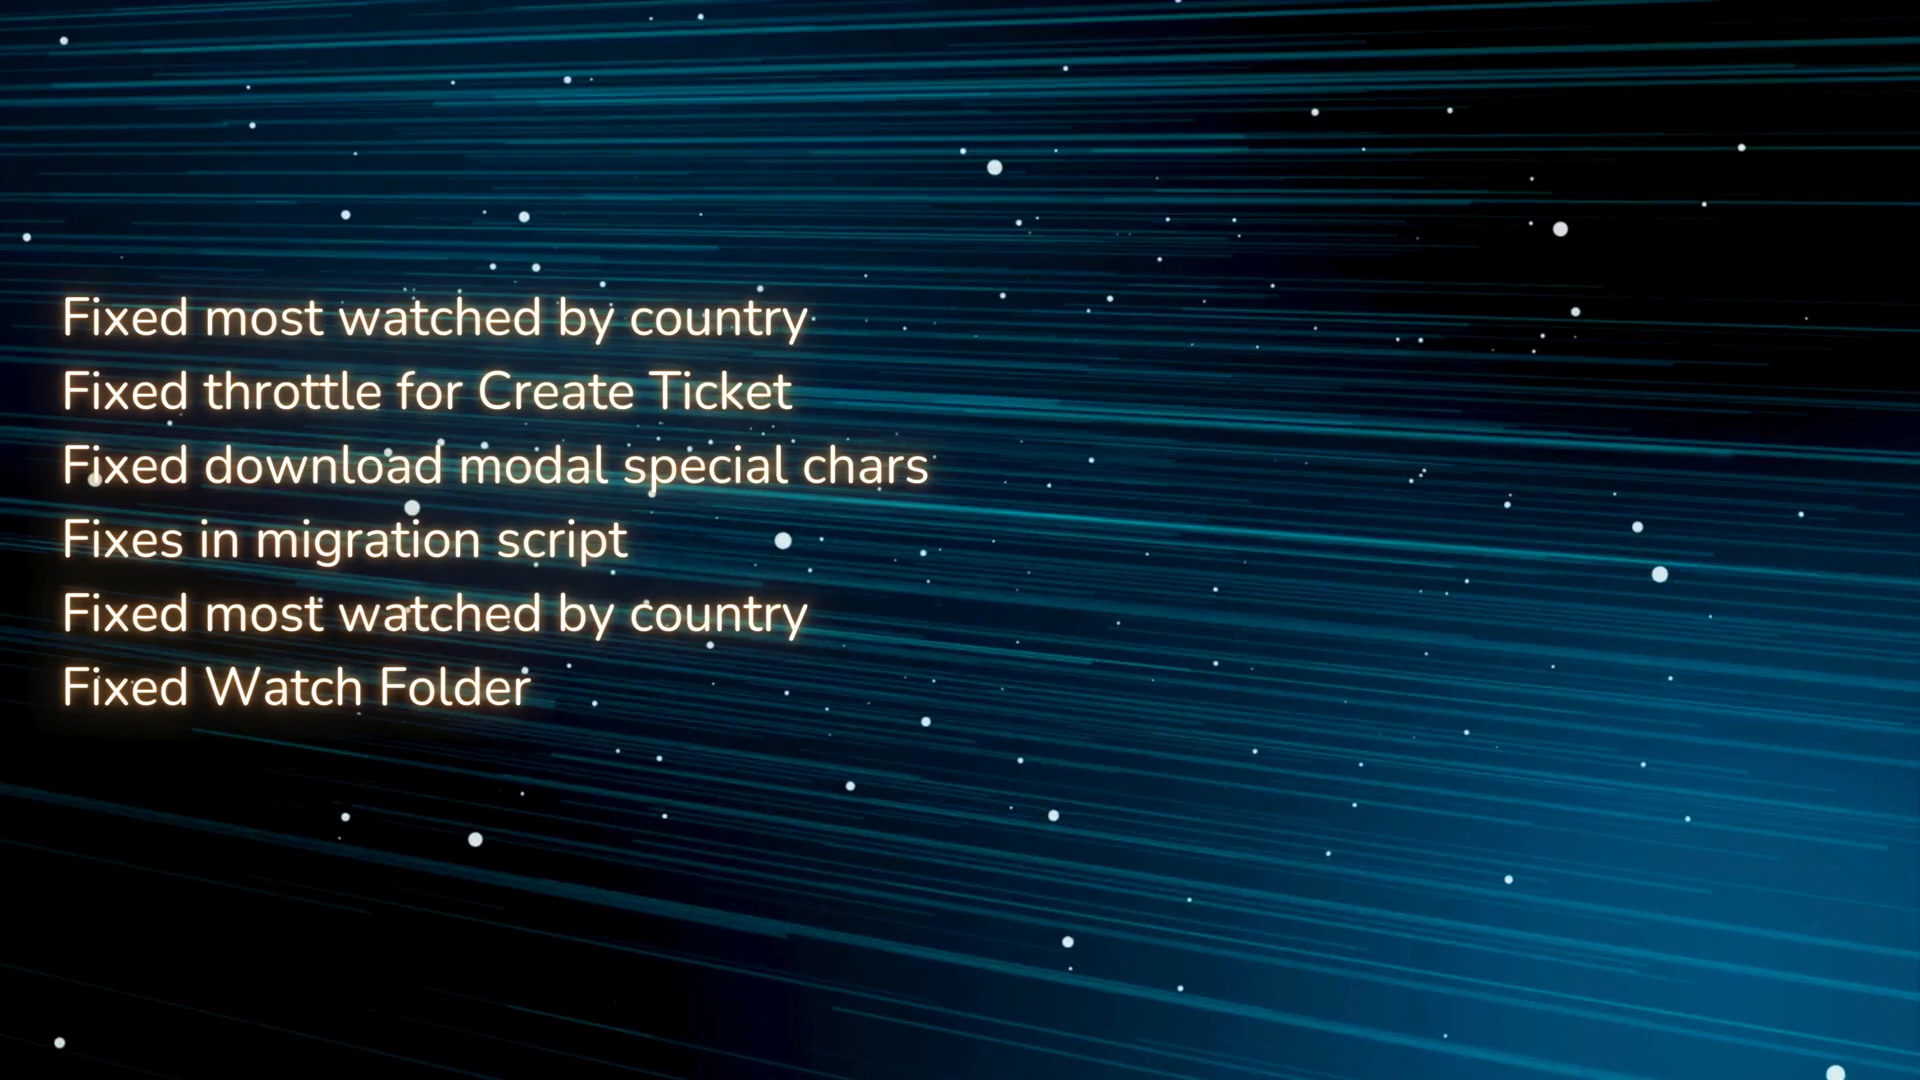 Fixed most watched by country
Fixed throttle for Create Ticket
Fixed download modal special chars
Fixes in migration script
Fixed most watched by country
Fixed Watch Folder